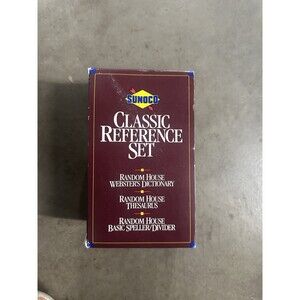 SUNOCO
CLASSIC
REFERENCE
SET
RANDOM HOUSE
WEBSTER'S DICTIONARY
RANDOM HOUSE
THESAURUS
RANDOM HOUSE
BASIC SPELLER/DIVIDER